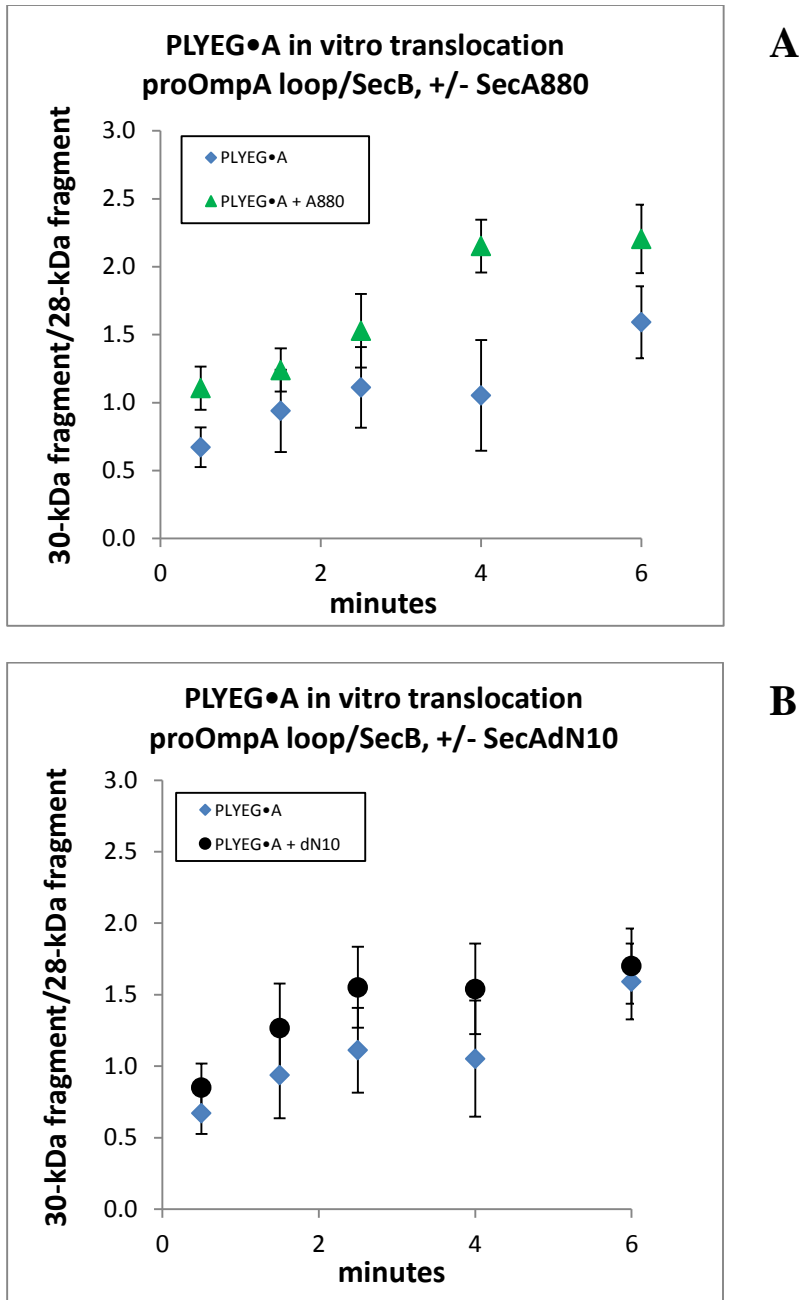 A
PLYEG•A in vitro translocation
proOmpA loop/SecB, +/- SecA880
30-kDa fragment/28-kDa fragment
3.0
2.5
2.0
1.5
1.0
0.5
0.0
PLYEG•A
PLYEG•A + A880
0 2 4 6
minutes
B
PLYEG•A in vitro translocation
proOmpA loop/SecB, +/- SecAdN10
30-kDa fragment/28-kDa fragment
3.0
2.5
2.0
1.5
1.0
0.5
0.0
PLYEG•A
PLYEG•A + dN10
0 2 4 6
minutes